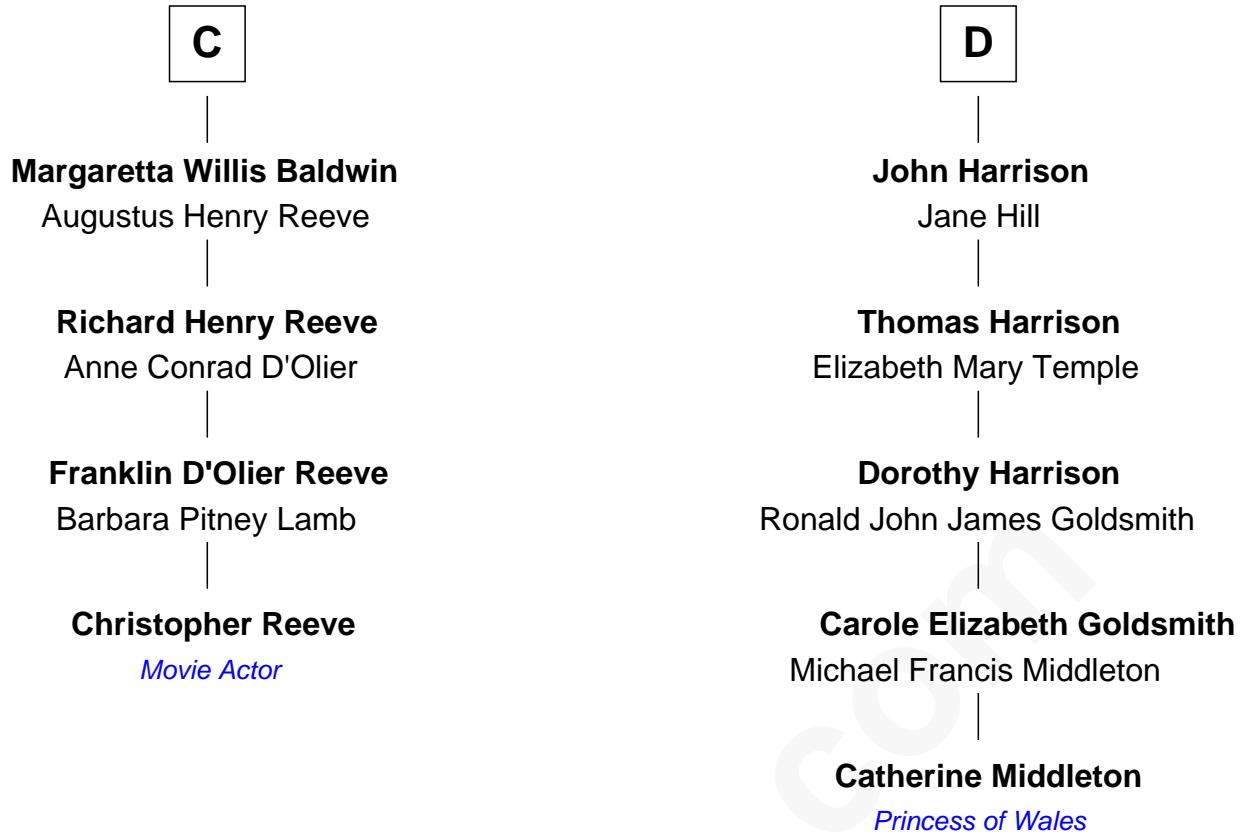 C
Margaretta Willis Baldwin
Augustus Henry Reeve
Richard Henry Reeve
Anne Conrad D'Olier
Franklin D'Olier Reeve
Barbara Pitney Lamb
Christopher Reeve
Movie Actor
D
John Harrison
Jane Hill
Thomas Harrison
Elizabeth Mary Temple
Dorothy Harrison
Ronald John James Goldsmith
Carole Elizabeth Goldsmith
Michael Francis Middleton
Catherine Middleton
Princess of Wales
com